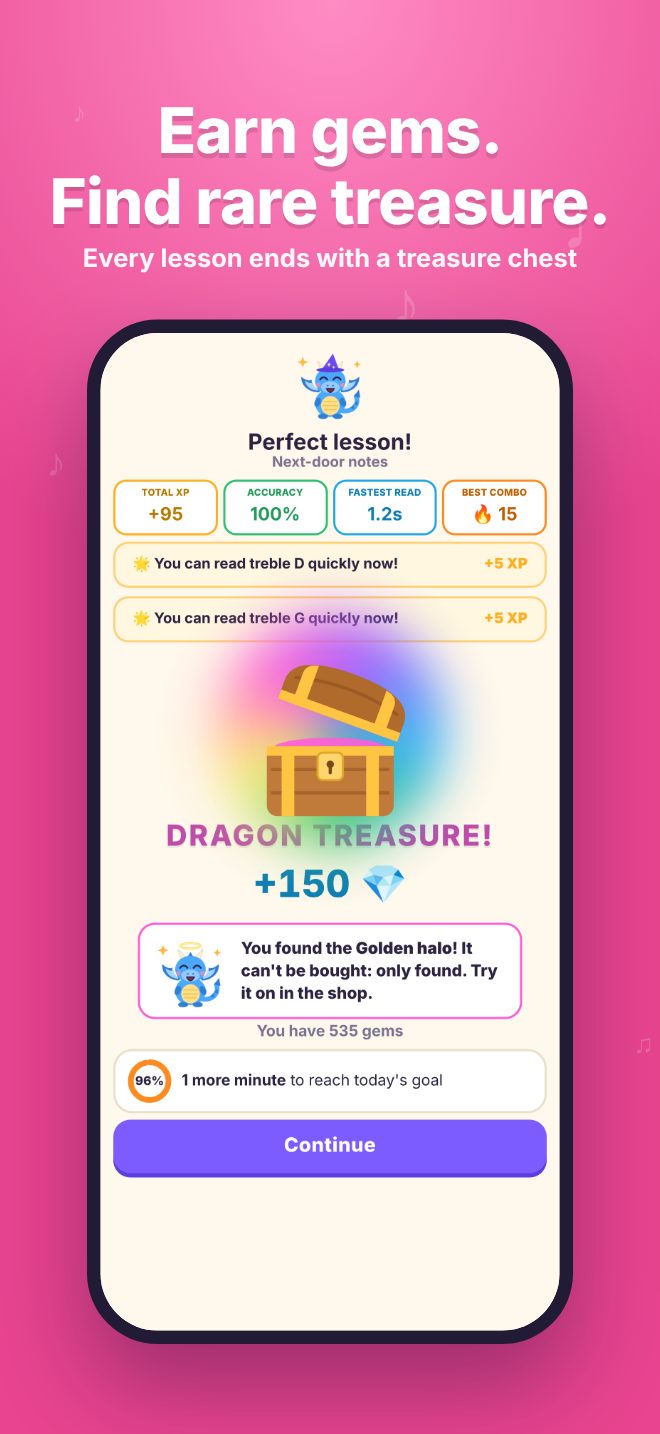 Earn gems.
Find rare treasure.
Every lesson ends with a treasure chest
Perfect lesson!
Next-door notes
TOTAL XP
+95
ACCURACY
100%
FASTEST READ
1.2s
BEST COMBO
🔥 15
🌟 You can read treble D quickly now! +5 XP
🌟 You can read treble G quickly now! +5 XP
DRAGON TREASURE!
+150 💎
You found the Golden halo! It
can't be bought: only found. Try
it on in the shop.
You have 535 gems
96% 1 more minute to reach today's goal
Continue